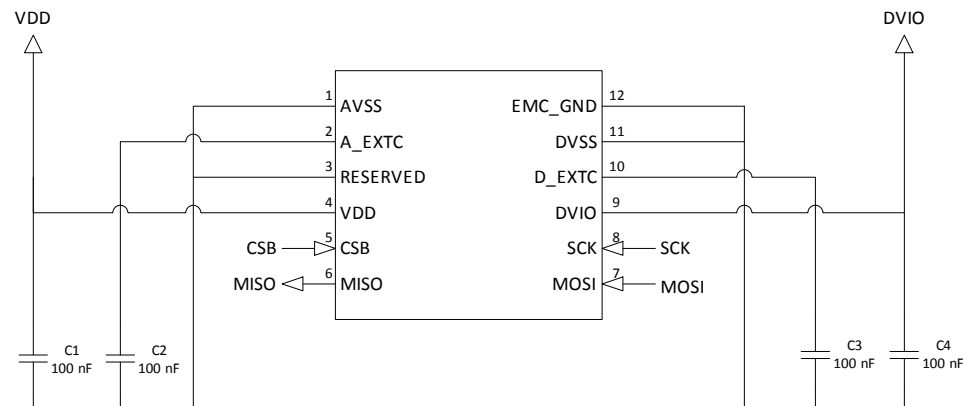 VDD
DVIO
1 AVSS
EMC_GND 12
2 A_EXTC
DVSS 11
3 RESERVED
D_EXTC 10
4 VDD
DVIO 9
CSB 5 CSB
SCK 8 SCK
MISO 6 MISO
MOSI 7 MOSI
C1
100 nF
C2
100 nF
C3
100 nF
C4
100 nF